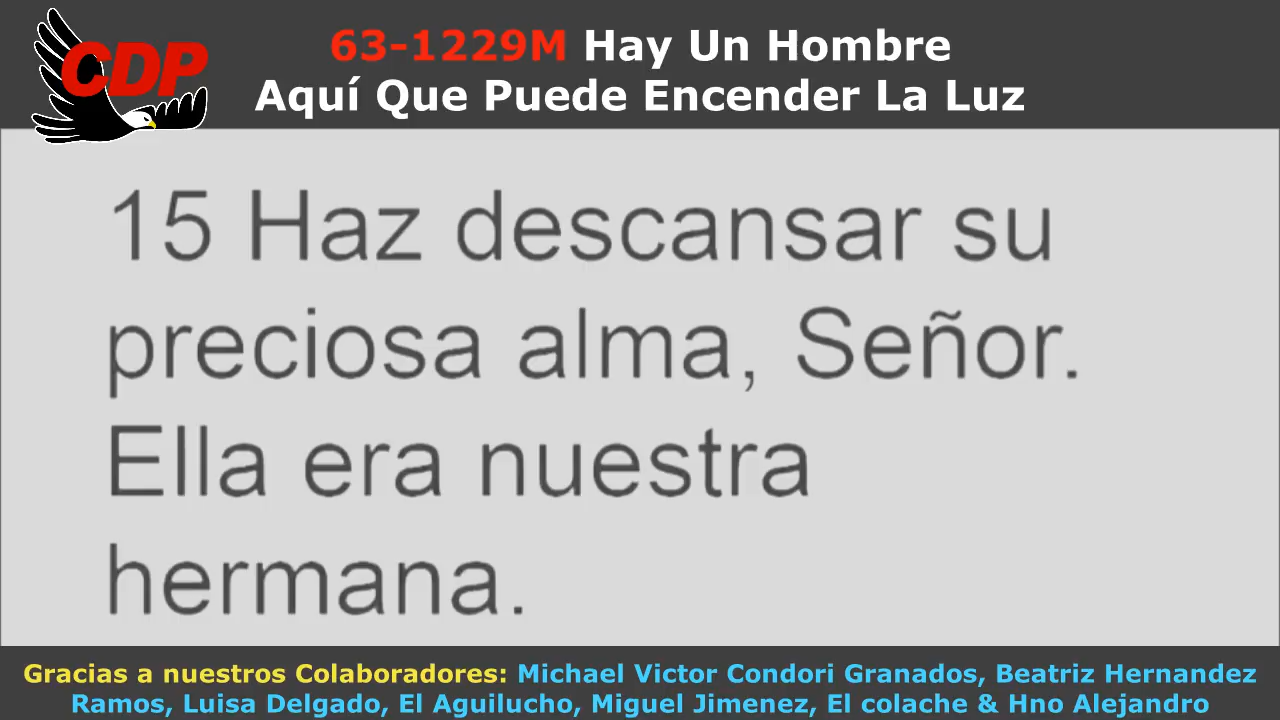 CDP
63-1229M Hay Un Hombre
Aquí Que Puede Encender La Luz
15 Haz descansar su
preciosa alma, Señor.
Ella era nuestra
hermana.
Gracias a nuestros Colaboradores: Michael Victor Condori Granados, Beatriz Hernandez
Ramos, Luisa Delgado, El Aguilucho, Miguel Jimenez, El colache & Hno Alejandro